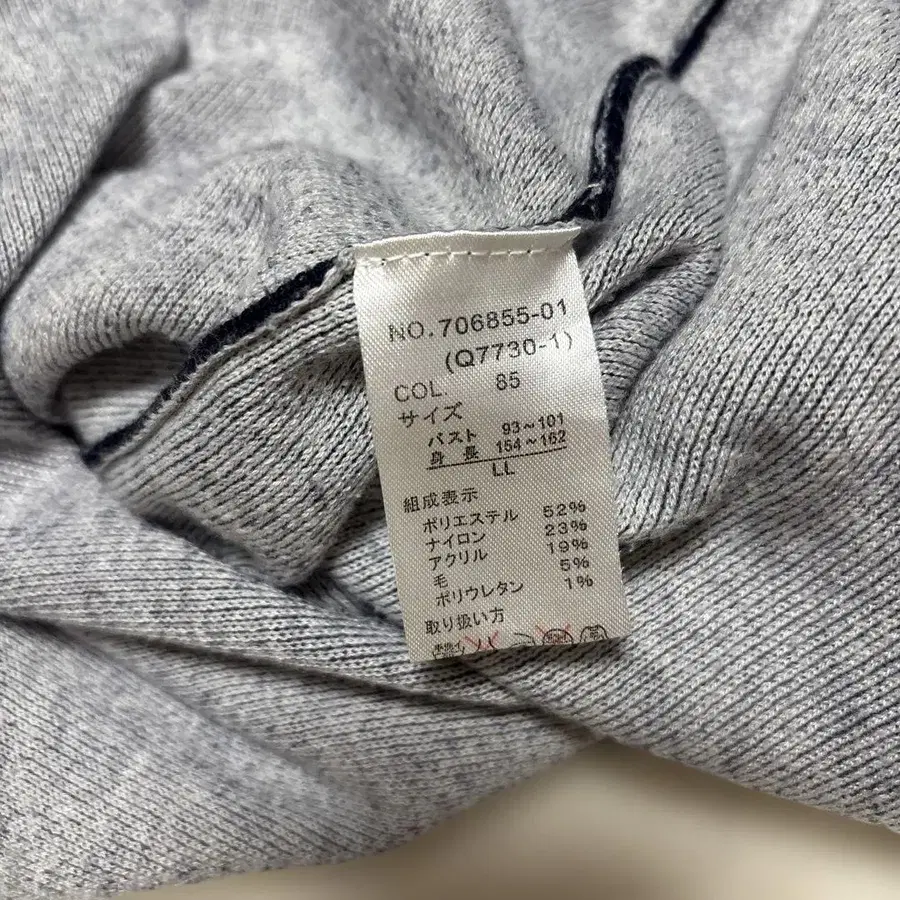 NO.706855-01
(Q7730-1)
COL. 85
サイズ
バスト 93~101
身長 154~162
LL
組成表示
ポリエステル 52%
ナイロン 23%
アクリル 19%
毛 5%
ポリウレタン 1%
取り扱い方